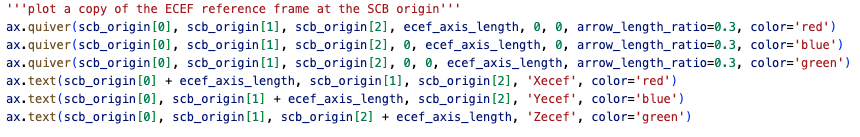 '''plot a copy of the ECEF reference frame at the SCB origin'''
ax.quiver(scb_origin[0], scb_origin[1], scb_origin[2], ecef_axis_length, 0, 0, arrow_length_ratio=0.3, color='red')
ax.quiver(scb_origin[0], scb_origin[1], scb_origin[2], 0, ecef_axis_length, 0, arrow_length_ratio=0.3, color='blue')
ax.quiver(scb_origin[0], scb_origin[1], scb_origin[2], 0, 0, ecef_axis_length, arrow_length_ratio=0.3, color='green')
ax.text(scb_origin[0] + ecef_axis_length, scb_origin[1], scb_origin[2], 'Xecef', color='red')
ax.text(scb_origin[0], scb_origin[1] + ecef_axis_length, scb_origin[2], 'Yecef', color='blue')
ax.text(scb_origin[0], scb_origin[1], scb_origin[2] + ecef_axis_length, 'Zecef', color='green')